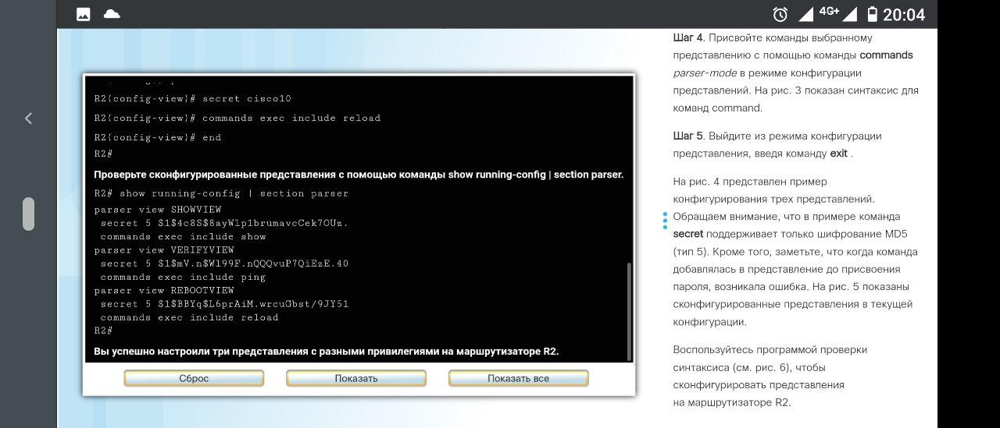 4G+ 20:04
R2(config-view)# secret cisco10
R2(config-view)# commands exec include reload
R2(config-view)# end
R2#
Проверьте сконфигурированные представления с помощью команды show running-config | section parser.
R2# show running-config | section parser
parser view SHOWVIEW
secret 5 $1$4c8S$8ayWlp1brumavcCek7OUz.
commands exec include show
parser view VERIFYVIEW
secret 5 $1$mV.n$Wl99F.nQQQvuP7QiEzE.40
commands exec include ping
parser view REBOOTVIEW
secret 5 $1$BBYq$L6prAiM.wrcuGbst/9JY51
commands exec include reload
R2#
Вы успешно настроили три представления с разными привилегиями на маршрутизаторе R2.
Сброс
Показать
Показать все
Шаг 4. Присвойте команды выбранному
представлению с помощью команды commands
parser-mode в режиме конфигурации
представлений. На рис. 3 показан синтаксис для
команд command.
Шаг 5. Выйдите из режима конфигурации
представления, введя команду exit .
На рис. 4 представлен пример
конфигурирования трех представлений.
Обращаем внимание, что в примере команда
secret поддерживает только шифрование MD5
(тип 5). Кроме того, заметьте, что когда команда
добавлялась в представление до присвоения
пароля, возникала ошибка. На рис. 5 показаны
сконфигурированные представления в текущей
конфигурации.
Воспользуйтесь программой проверки
синтаксиса (см. рис. 6), чтобы
сконфигурировать представления
на маршрутизаторе R2.